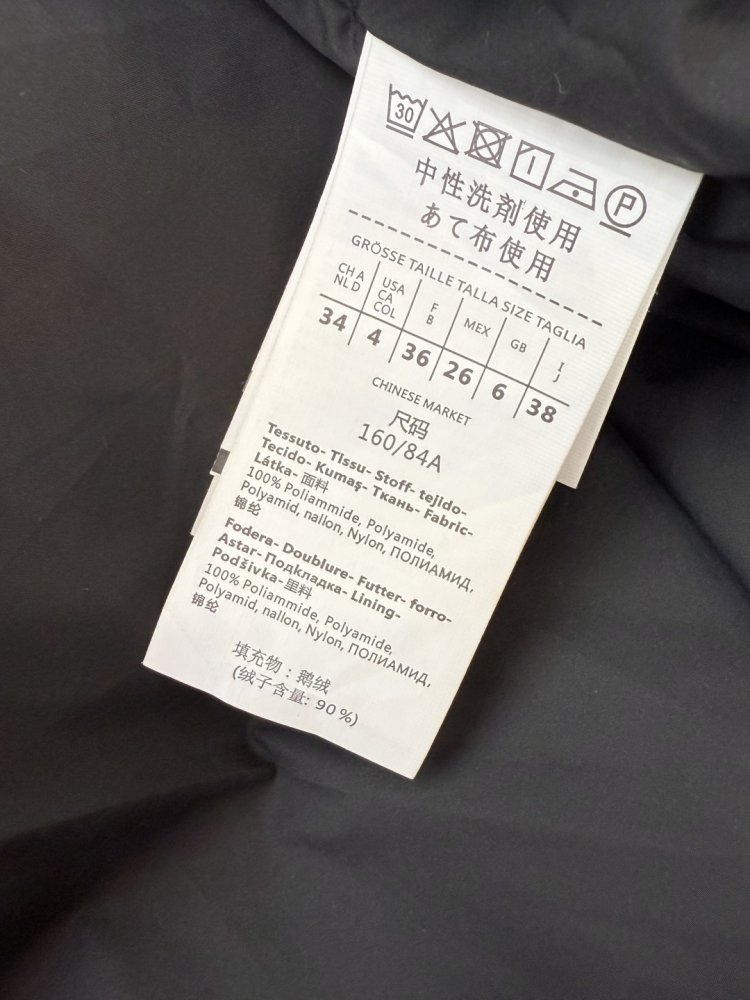 30
P
中性洗剤使用
あて布使用
GRÖSSE TAILLE TALLA SIZE TAGLIA
CH A NL D
USA CA COL
F B
MEX
GB
I J
34 4 36 26 6 38
CHINESE MARKET
尺码
160/84A
Tessuto- Tissu- Stoff- tejido-
Tecido- Kumaş- Ткань- Fabric-
Látka- 面料
100% Poliammide, Polyamide,
Polyamid, nallon, Nylon, ПОЛИАМИД,
锦纶
Fodera- Doublure- Futter- forro-
Astar- Подкладка- Lining-
Podšívka- 里料
100% Poliammide, Polyamide,
Polyamid, nallon, Nylon, ПОЛИАМИД,
锦纶
填充物：鹅绒
(绒子含量: 90 %)